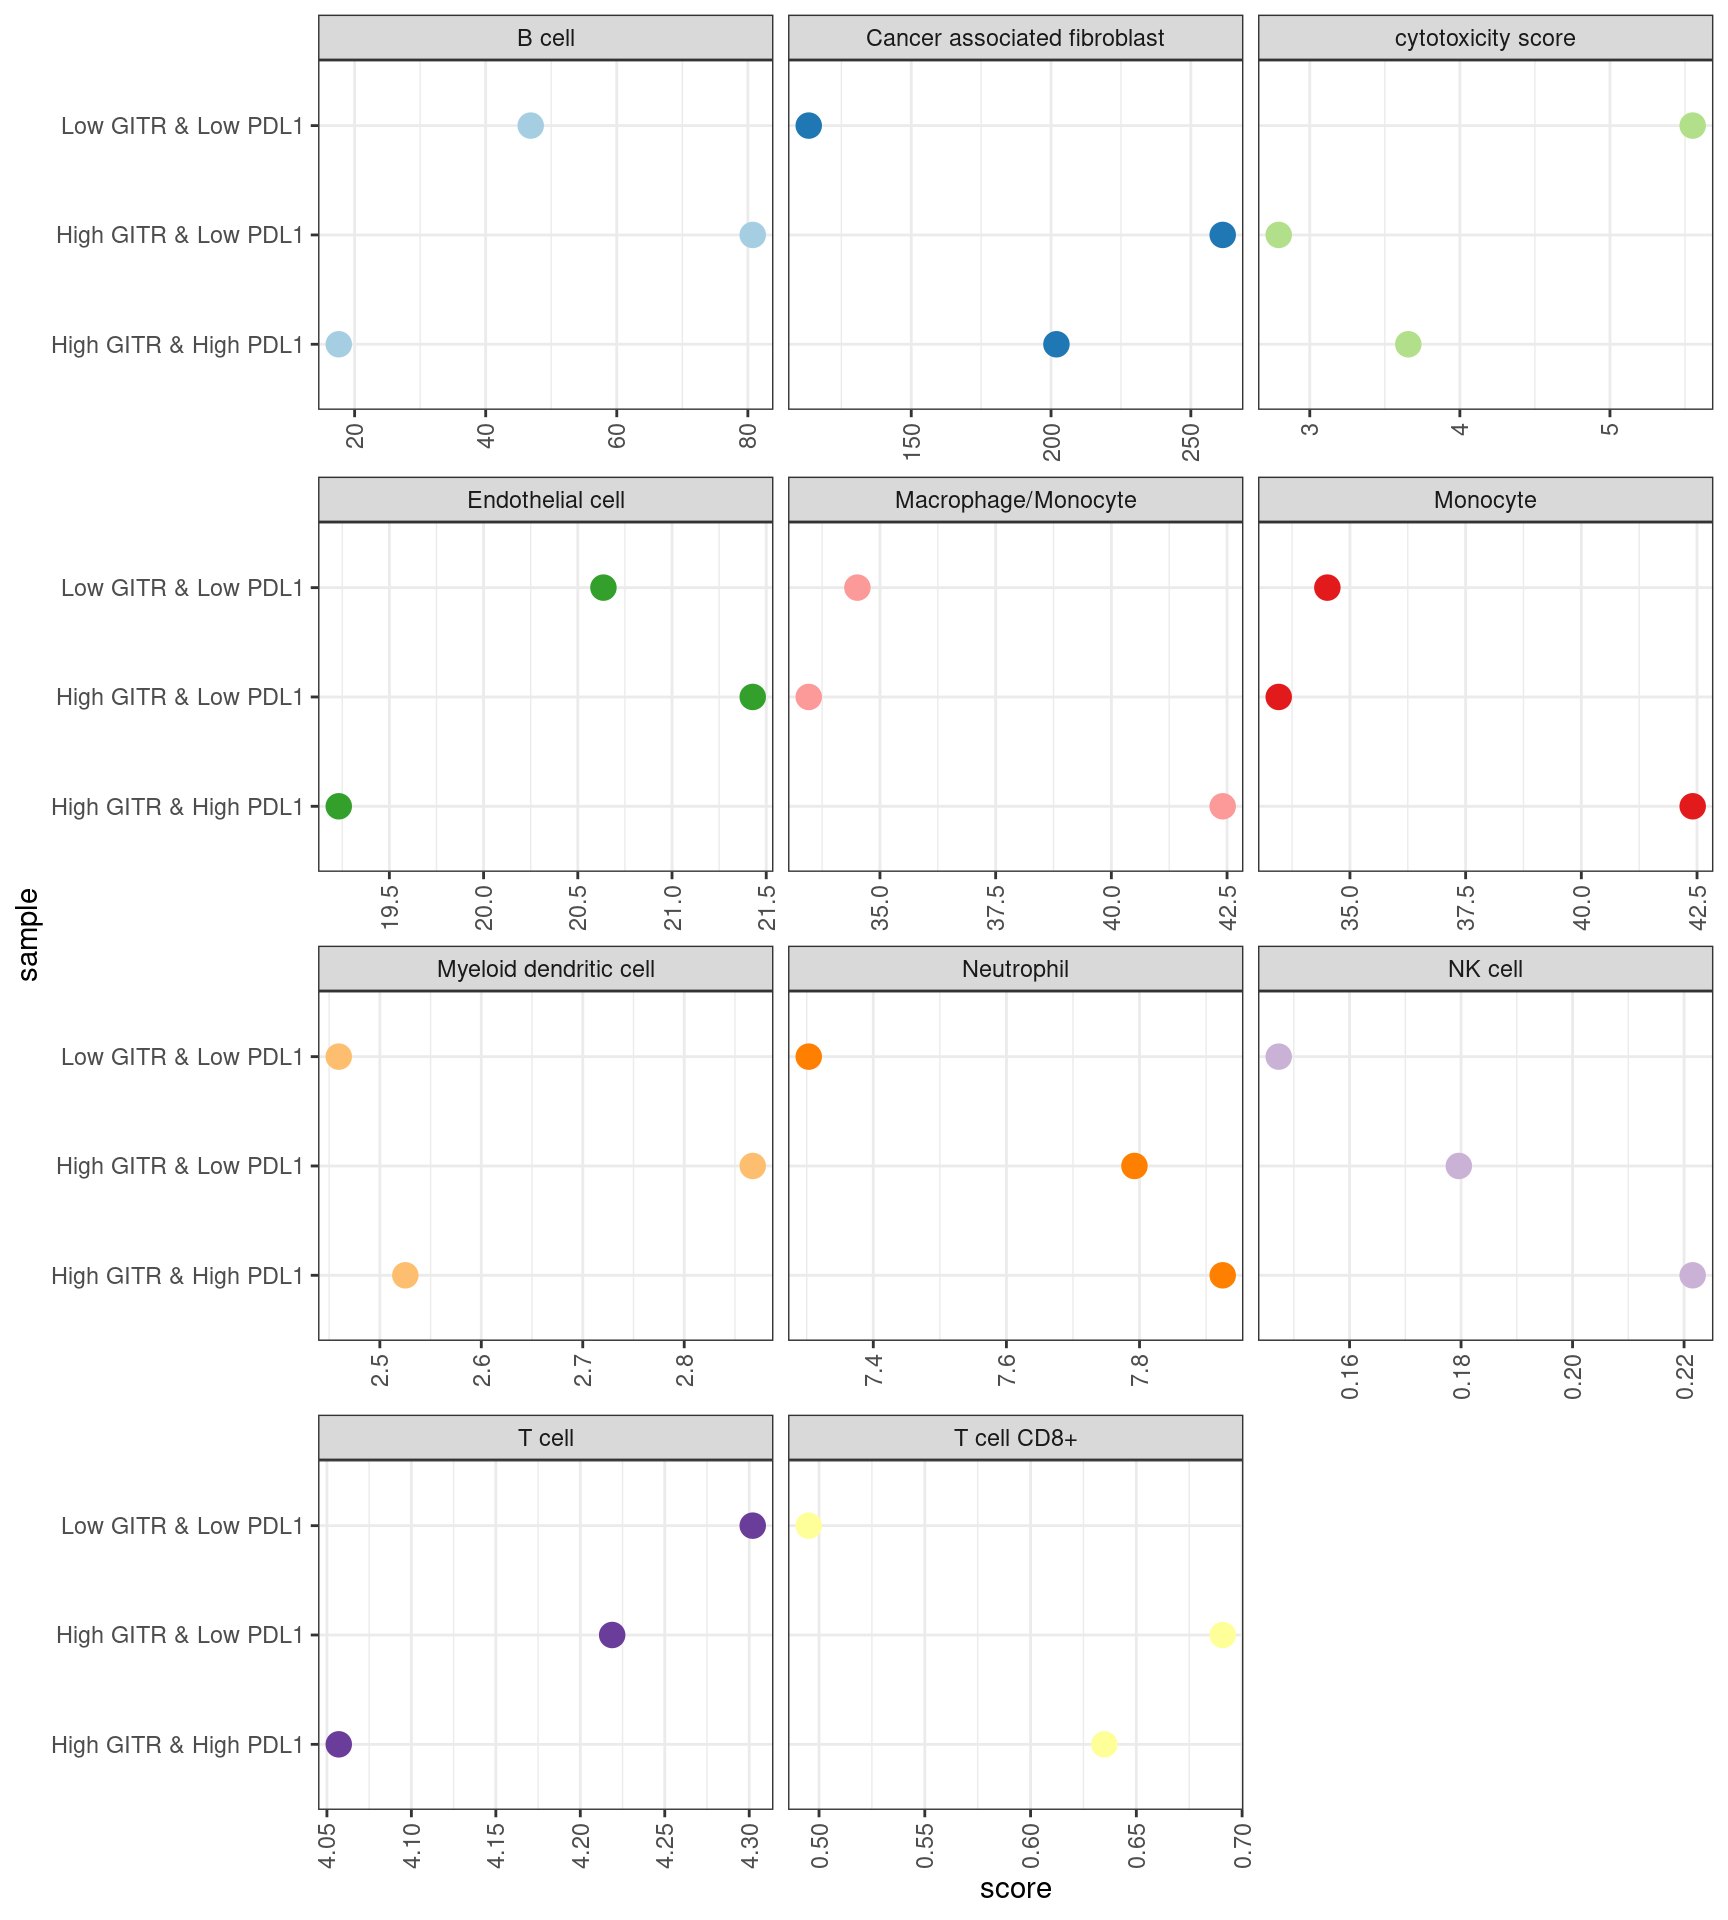 B cell
Cancer associated fibroblast
cytotoxicity score
Low GITR & Low PDL1
High GITR & Low PDL1
High GITR & High PDL1
20 40 60 80
150 200 250
3 4 5
Endothelial cell
Macrophage/Monocyte
Monocyte
Low GITR & Low PDL1
High GITR & Low PDL1
High GITR & High PDL1
19.5 20.0 20.5 21.0 21.5
35.0 37.5 40.0 42.5
35.0 37.5 40.0 42.5
sample
Myeloid dendritic cell
Neutrophil
NK cell
Low GITR & Low PDL1
High GITR & Low PDL1
High GITR & High PDL1
2.5 2.6 2.7 2.8
7.4 7.6 7.8
0.16 0.18 0.20 0.22
T cell
T cell CD8+
Low GITR & Low PDL1
High GITR & Low PDL1
High GITR & High PDL1
4.05 4.10 4.15 4.20 4.25 4.30
0.50 0.55 0.60 0.65 0.70
score